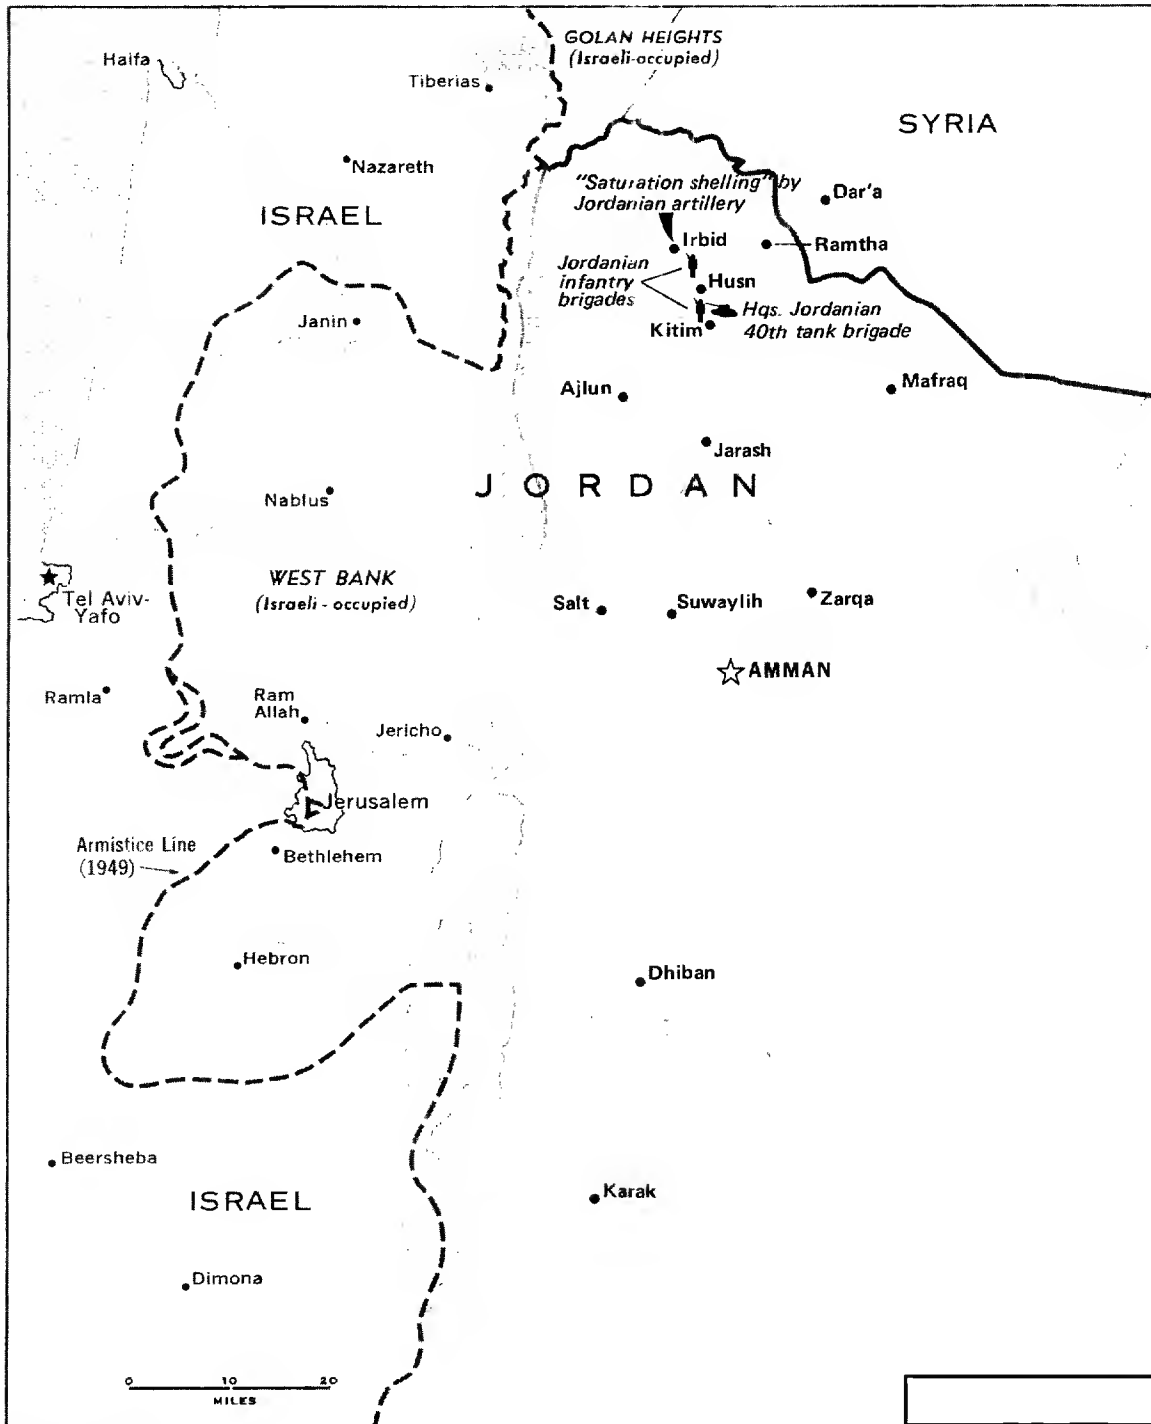 GOLAN HEIGHTS
(Israeli-occupied)
Haifa
Tiberias
SYRIA
Nazareth
"Saturation shelling" by
Jordanian artillery
Dar'a
ISRAEL
Irbid
Ramtha
Jordanian
infantry
brigades
Husn
Hqs. Jordanian
40th tank brigade
Janin
Kitim
Ajlun
Mafraq
Jarash
JORDAN
Nablus
WEST BANK
(Israeli - occupied)
Tel Aviv-
Yafo
Salt
Suwaylih
Zarqa
AMMAN
Ramla
Ram
Allah
Jericho
Jerusalem
Armistice Line
(1949)
Bethlehem
Hebron
Dhiban
Beersheba
ISRAEL
Karak
Dimona
0 10 20
MILES